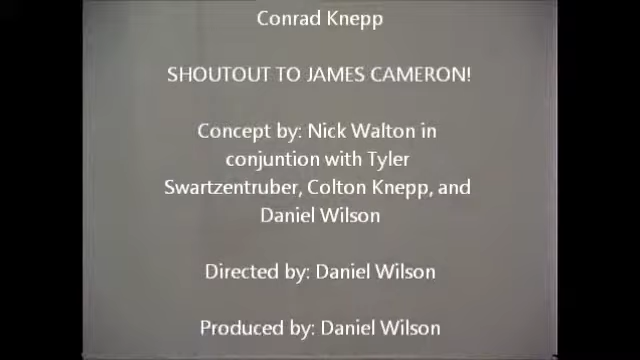 Conrad Knepp
SHOUTOUT TO JAMES CAMERON!
Concept by: Nick Walton in
conjuntion with Tyler
Swartzentruber, Colton Knepp, and
Daniel Wilson
Directed by: Daniel Wilson
Produced by: Daniel Wilson